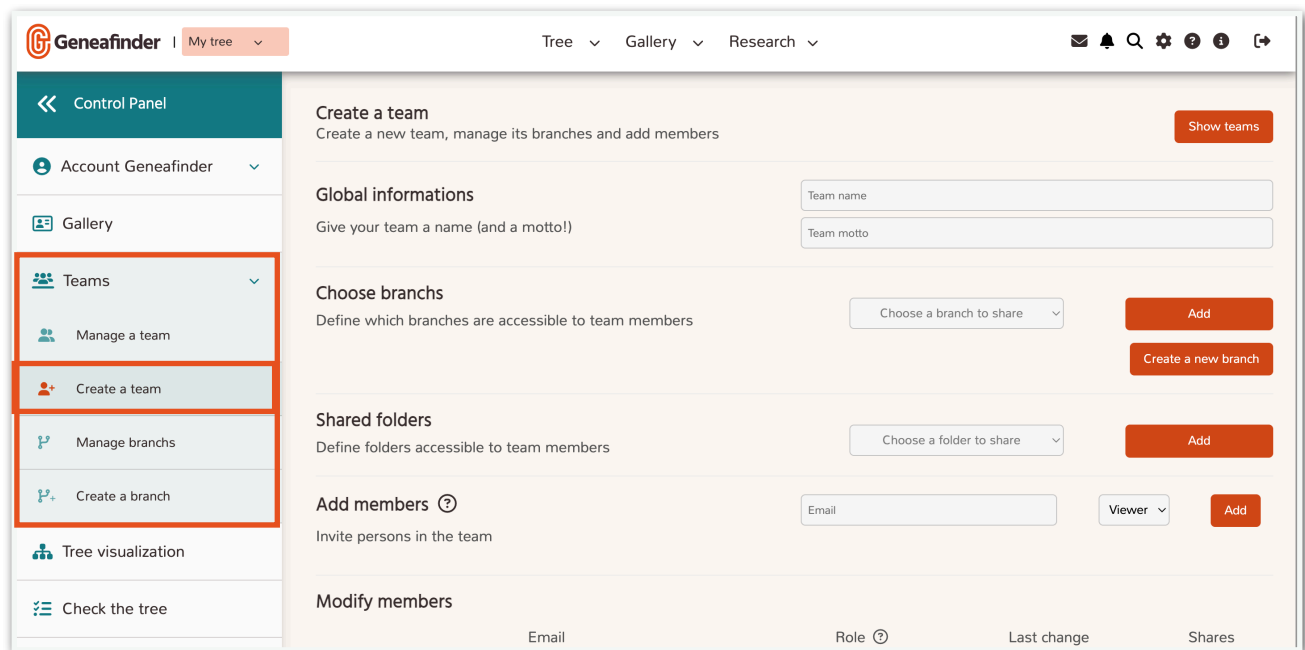 Geneafinder | My tree
Tree Gallery Research
Control Panel
Account Geneafinder
Gallery
Teams
Manage a team
Create a team
Manage branchs
Create a branch
Tree visualization
Check the tree
Create a team
Create a new team, manage its branches and add members
Show teams
Global informations
Give your team a name (and a motto!)
Team name
Team motto
Choose branchs
Define which branches are accessible to team members
Choose a branch to share
Add
Create a new branch
Shared folders
Define folders accessible to team members
Choose a folder to share
Add
Add members ?
Invite persons in the team
Email
Viewer
Add
Modify members
Email Role ? Last change Shares